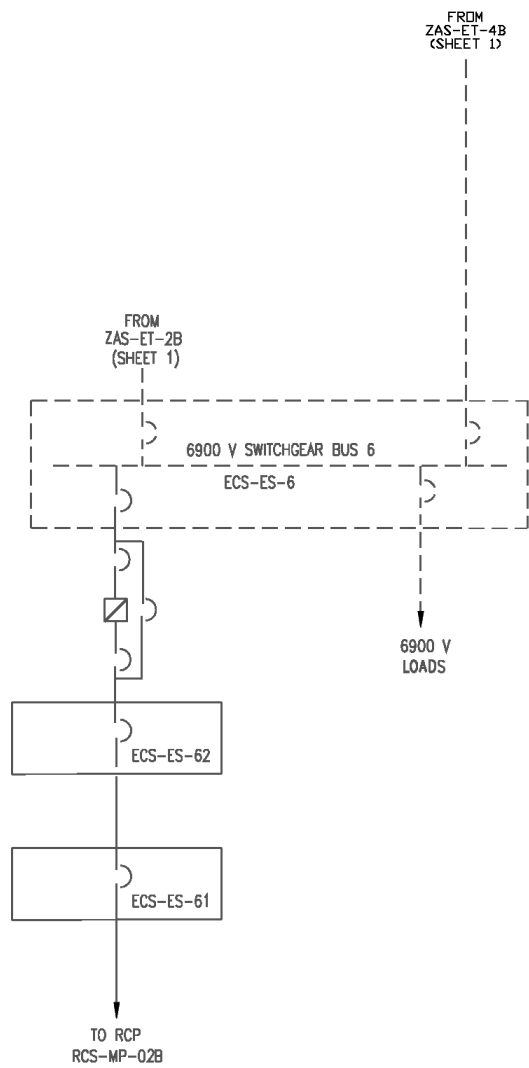 FROM
ZAS-ET-4B
(SHEET 1)
FROM
ZAS-ET-2B
(SHEET 1)
6900 V SWITCHGEAR BUS 6
ECS-ES-6
6900 V
LOADS
ECS-ES-62
ECS-ES-61
TO RCP
RCS-MP-02B